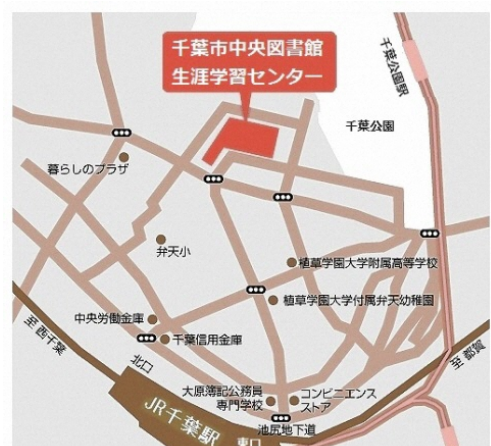 千葉市中央図書館
生涯学習センター
千葉公園駅
千葉公園
暮らしのプラザ
弁天小
植草学園大学附属高等学校
植草学園大学付属弁天幼稚園
中央労働金庫
千葉信用金庫
至 西千葉
北口
至 都賀
大原簿記公務員
専門学校
コンビニエンス
ストア
JR千葉駅
池尻地下道
東口